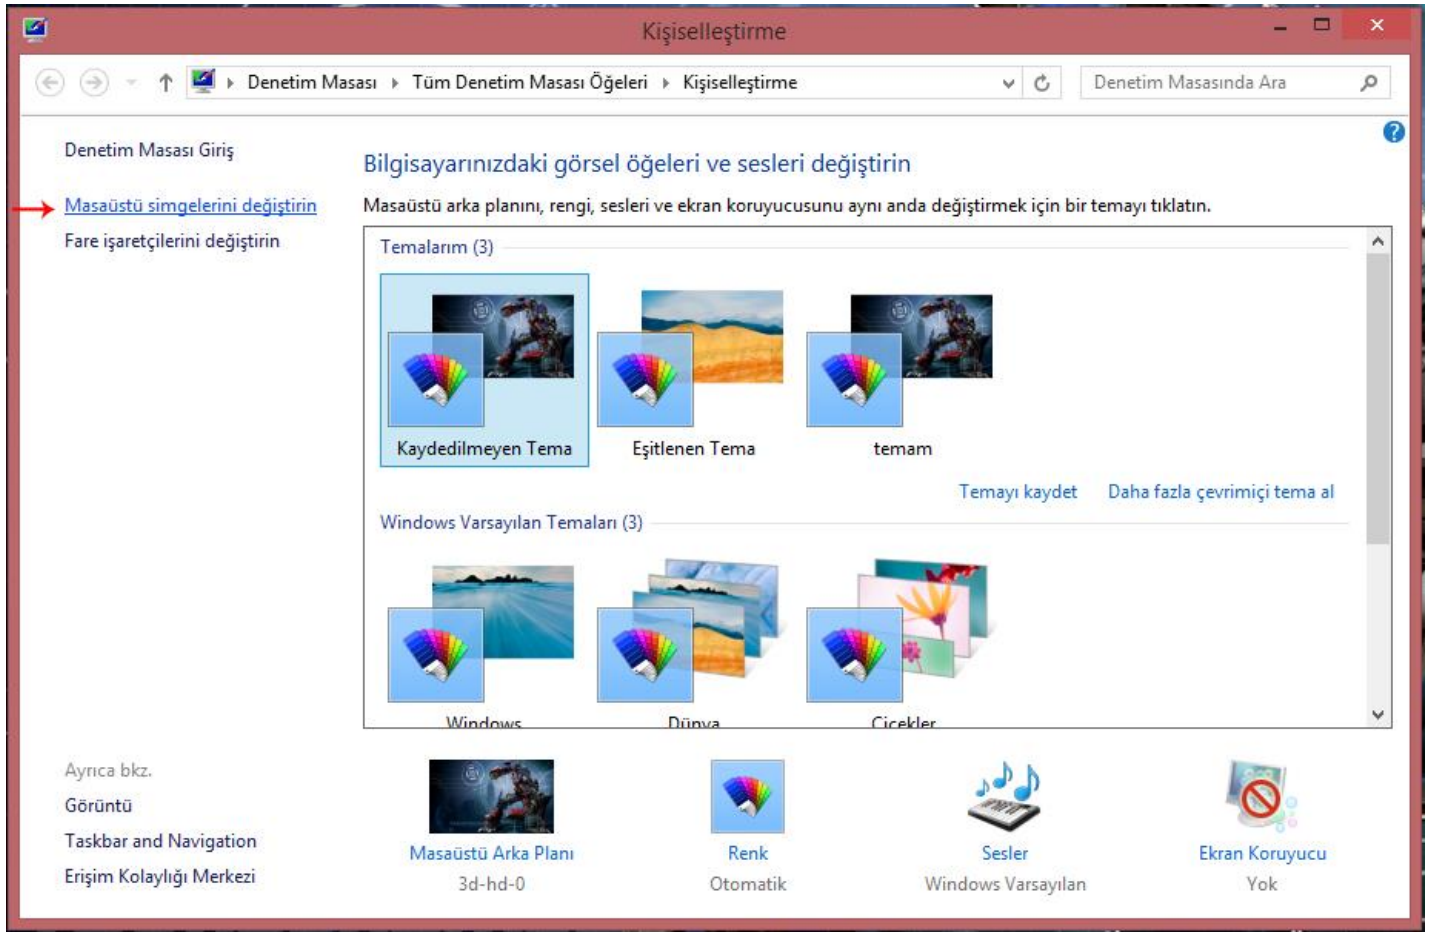 Kişiselleştirme
Denetim Masası
Tüm Denetim Masası Öğeleri
Kişiselleştirme
Denetim Masasında Ara
Denetim Masası Giriş
Masaüstü simgelerini değiştirin
Fare işaretçilerini değiştirin
Bilgisayarınızdaki görsel öğeleri ve sesleri değiştirin
Masaüstü arka planını, rengi, sesleri ve ekran koruyucusunu aynı anda değiştirmek için bir temayı tıklatın.
Temalarım (3)
Kaydedilmeyen Tema
Eşitlenen Tema
temam
Temayı kaydet
Daha fazla çevrimiçi tema al
Windows Varsayılan Temaları (3)
Windows
Dünya
Çiçekler
Ayrıca bkz.
Görüntü
Taskbar and Navigation
Erişim Kolaylığı Merkezi
Masaüstü Arka Planı
3d-hd-0
Renk
Otomatik
Sesler
Windows Varsayılan
Ekran Koruyucu
Yok